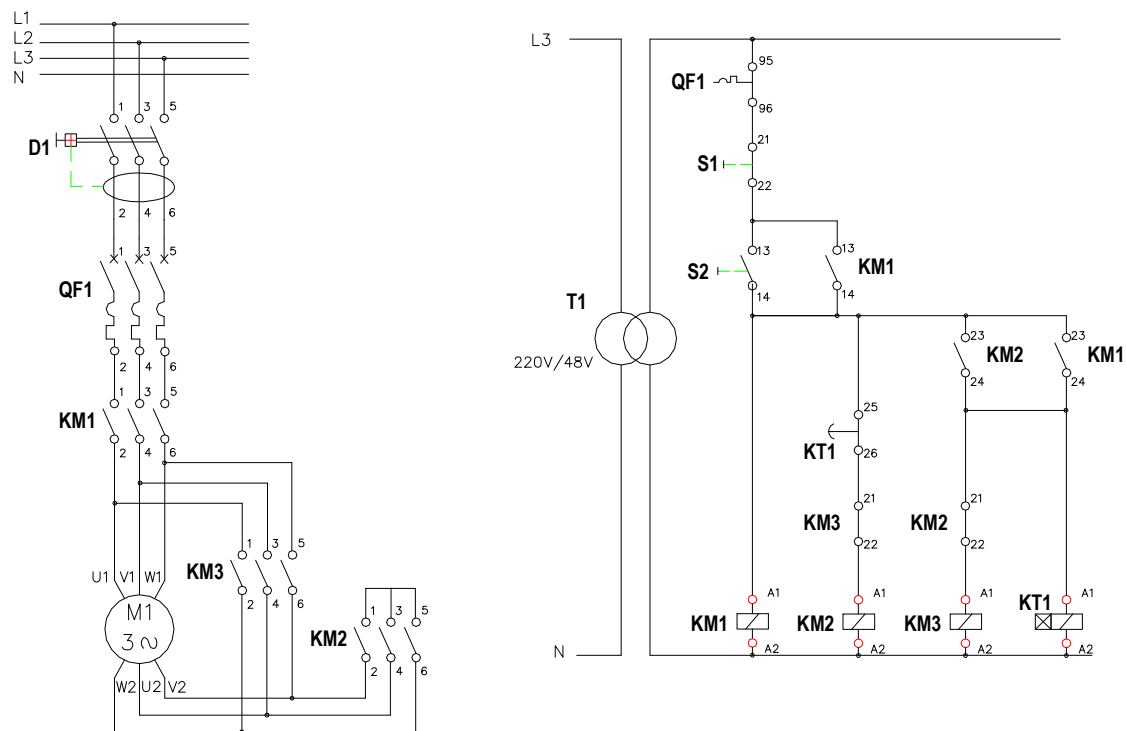 L1
L2
L3
N
1 3 5
D1
2 4 6
1 3 5
QF1
2 4 6
1 3 5
KM1
2 4 6
1 3 5
KM3
2 4 6
U1 V1 W1
M1
3∿
1 3 5
KM2
2 4 6
W2 U2 V2
L3
T1
220V/48V
N
95
QF1
96
21
S1
22
13 13
S2 KM1
14 14
23 23
KM2 KM1
24 24
25
KT1
26
21 21
KM3 KM2
22 22
A1 A1 A1 A1
KM1 KM2 KM3 KT1
A2 A2 A2 A2